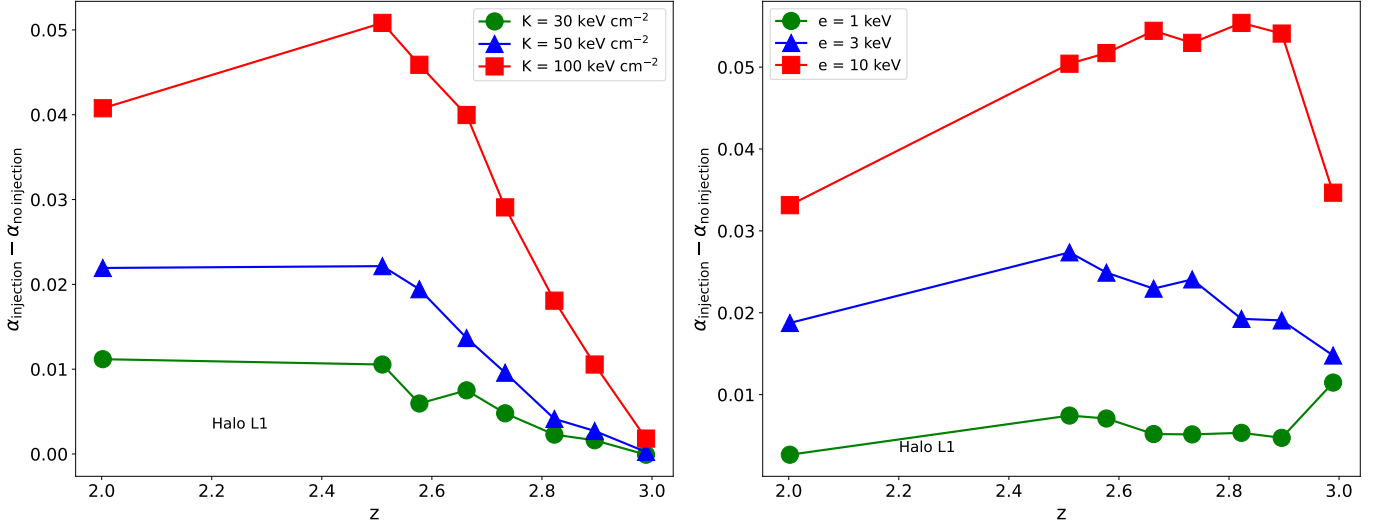 K = 30 keV cm⁻²
K = 50 keV cm⁻²
K = 100 keV cm⁻²
0.05
0.04
0.03
0.02
0.01
0.00
α_injection − α_no injection
Halo L1
2.0 2.2 2.4 2.6 2.8 3.0
z
e = 1 keV
e = 3 keV
e = 10 keV
0.05
0.04
0.03
0.02
0.01
α_injection − α_no injection
Halo L1
2.0 2.2 2.4 2.6 2.8 3.0
z